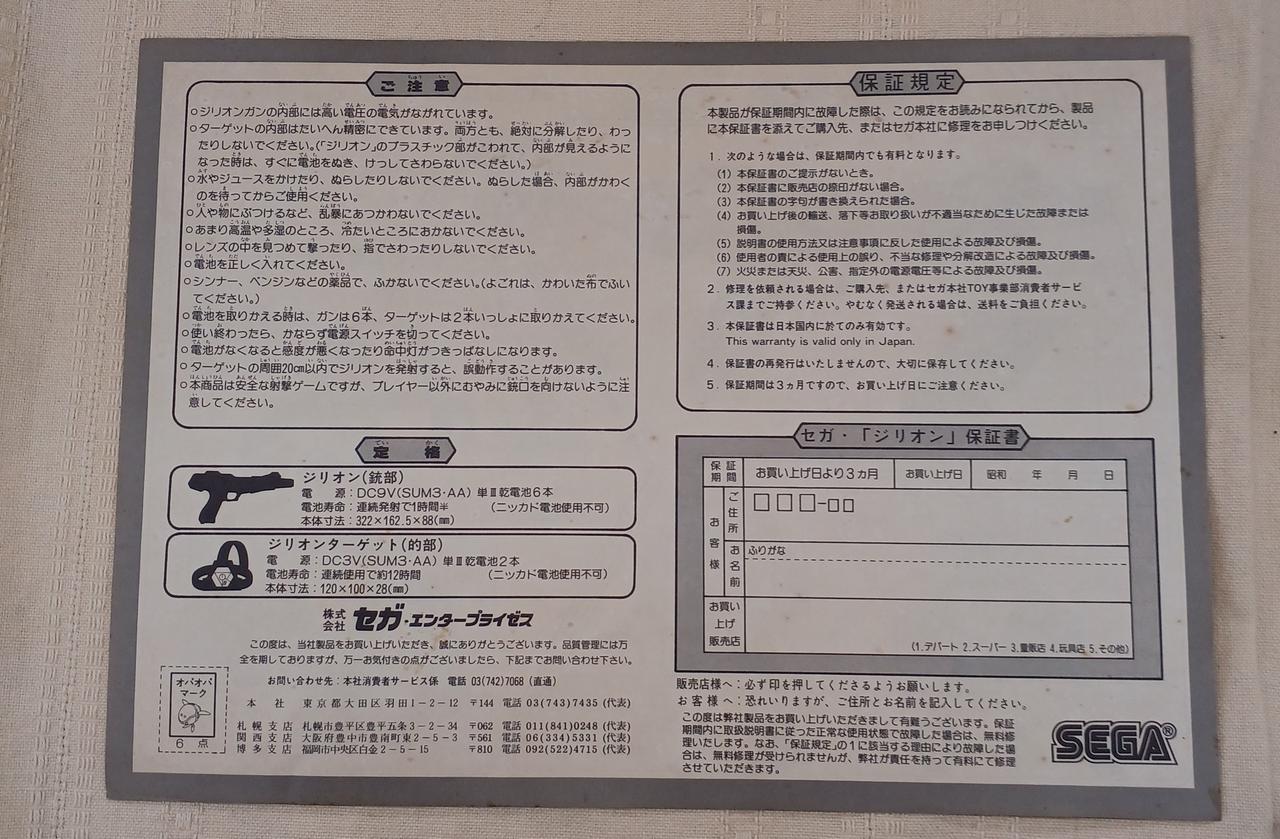 ご注意
○ジリオンガンの内部には高い電圧の電気がながれています。
○ターゲットの内部はたいへん精密にできています。両方とも、絶対に分解したり、わっ
たりしないでください。(「ジリオン」のプラスチック部がこわれて、内部が見えるように
なった時は、すぐに電池をぬき、けっしてさわらないでください。)
○水やジュースをかけたり、ぬらしたりしないでください。ぬらした場合、内部がかわく
のを待ってからご使用ください。
○人や物にぶつけるなど、乱暴にあつかわないでください。
○あまり高温や多湿のところ、冷たいところにおかないでください。
○レンズの中を見つめて撃ったり、指でさわったりしないでください。
○電池を正しく入れてください。
○シンナー、ベンジンなどの薬品で、ふかないでください。(よごれは、かわいた布でふい
てください。)
○電池を取りかえる時は、ガンは6本、ターゲットは2本いっしょに取りかえてください。
○使い終わったら、かならず電源スイッチを切ってください。
○電池がなくなると感度が悪くなったり命中灯がつきっぱなしになります。
○ターゲットの周囲20cm以内でジリオンを発射すると、誤動作することがあります。
○本商品は安全な射撃ゲームですが、プレイヤー以外にむやみに銃口を向けないように注
意してください。
定格
ジリオン(銃部)
電 源:DC9V(SUM3・AA) 単Ⅲ乾電池6本
電池寿命:連続発射で1時間半 (ニッカド電池使用不可)
本体寸法:322×162.5×88(㎜)
ジリオンターゲット(的部)
電 源:DC3V(SUM3・AA) 単Ⅲ乾電池2本
電池寿命:連続使用で約12時間 (ニッカド電池使用不可)
本体寸法:120×100×28(㎜)
株式会社 セガ・エンタープライゼス
この度は、当社製品をお買い上げいただき、誠にありがとうございます。品質管理には万
全を期しておりますが、万一お気付きの点がございましたら、下記までお問い合わせ下さい。
お問い合わせ先:本社消費者サービス係 電話 03(742)7068(直通)
本 社 東京都大田区羽田1-2-12 〒144 電話 03(743)7435(代表)
札幌支店 札幌市豊平区豊平五条3-2-34 〒062 電話 011(841)0248(代表)
関西支店 大阪府豊中市豊南町東2-5-3 〒561 電話 06(334)5331(代表)
博多支店 福岡市中央区白金2-5-15 〒810 電話 092(522)4715(代表)
オパオパ
マーク
6 点
保証規定
本製品が保証期間内に故障した際は、この規定をお読みになられてから、製品
に本保証書を添えてご購入先、またはセガ本社に修理をお申しつけください。
1.次のような場合は、保証期間内でも有料となります。
(1) 本保証書のご提示がないとき。
(2) 本保証書に販売店の捺印がない場合。
(3) 本保証書の字句が書き換えられた場合。
(4) お買い上げ後の輸送、落下等お取り扱いが不適当なために生じた故障または
損傷。
(5) 説明書の使用方法又は注意事項に反した使用による故障及び損傷。
(6) 使用者の責による使用上の誤り、不当な修理や分解改造による故障及び損傷。
(7) 火災または天災、公害、指定外の電源電圧等による故障及び損傷。
2.修理を依頼される場合は、ご購入先、またはセガ本社TOY事業部消費者サービ
ス課までご持参ください。やむなく発送される場合は、送料をご負担ください。
3.本保証書は日本国内に於てのみ有効です。
This warranty is valid only in Japan.
4.保証書の再発行はいたしませんので、大切に保存してください。
5.保証期間は3ヵ月ですので、お買い上げ日にご注意ください。
セガ・「ジリオン」保証書
保証期間 お買い上げ日より3ヵ月 お買い上げ日 昭和 年 月 日
お客様
ご住所 □□□-□□
お名前 ふりがな
お買い
上げ
販売店
(1.デパート 2.スーパー 3.量販店 4.玩具店 5.その他)
販売店様へ:必ず印を押してくださるようお願いします。
お客様へ:恐れいりますが、ご住所とお名前を記入してください。
この度は弊社製品をお買い上げいただきまして有難うございます。保証
期間内に取扱説明書に従った正常な使用状態で故障した場合は、無料修
理いたします。なお、「保証規定」の1に該当する理由により故障した場
合は、無料修理が受けられませんが、弊社が責任を持って有料にて修理
させていただきます。
SEGA®